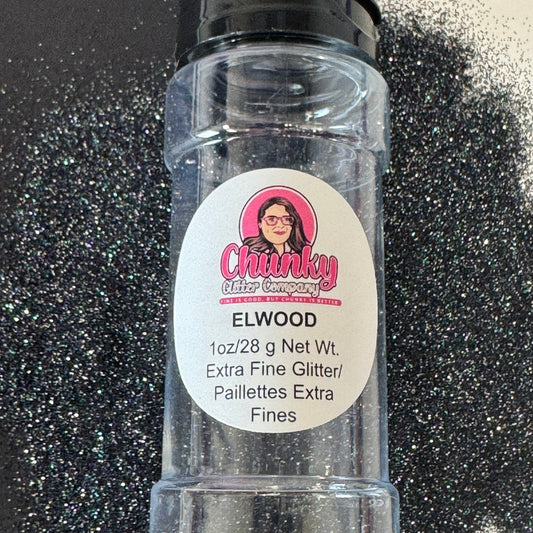 Chunky
Glitter Company
FINE IS GOOD, BUT CHUNKY IS BETTER
ELWOOD
1oz/28 g Net Wt.
Extra Fine Glitter/
Paillettes Extra
Fines